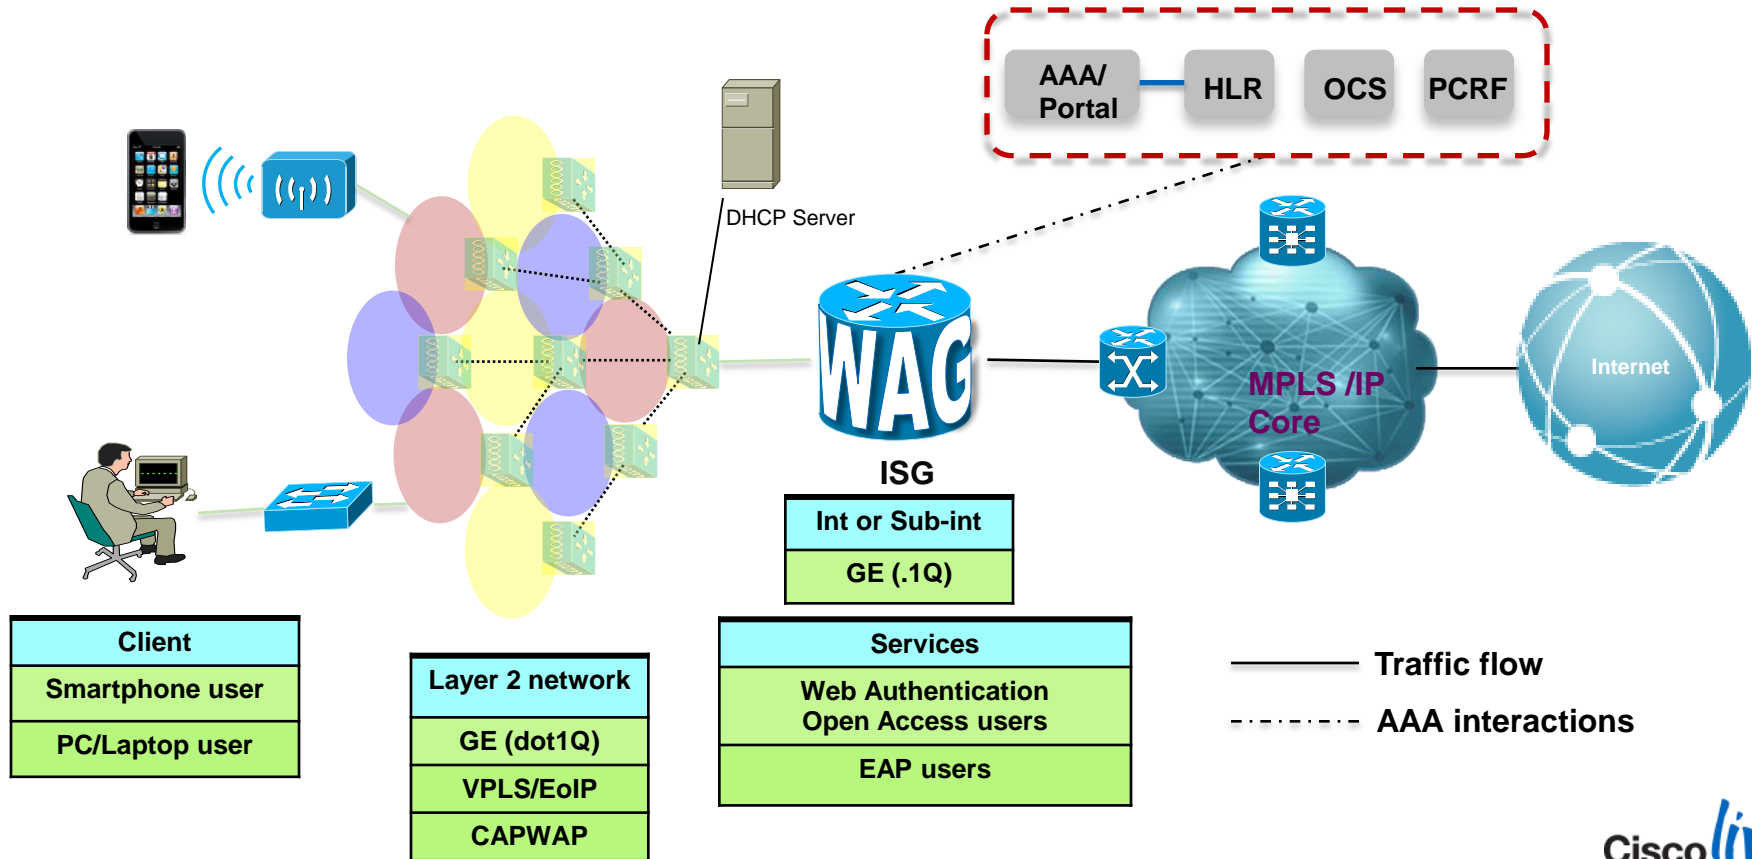 AAA/
Portal
HLR
OCS
PCRF
DHCP Server
WAG
ISG
MPLS /IP
Core
Internet
Int or Sub-int
GE (.1Q)
Client
Smartphone user
PC/Laptop user
Layer 2 network
GE (dot1Q)
VPLS/EoIP
CAPWAP
Services
Web Authentication
Open Access users
EAP users
Traffic flow
AAA interactions
Cisco